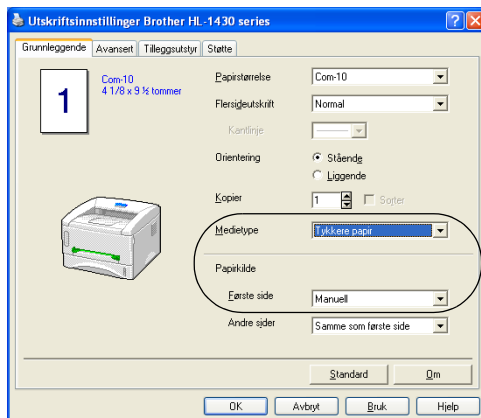 Utskriftsinnstillinger Brother HL-1430 series
Grunnleggende Avansert Tilleggsutstyr Støtte
1
Com-10
4 1/8 x 9 ½ tommer
Papirstørrelse Com-10
Flersideutskrift Normal
Kantlinje
Orientering Stående
Liggende
Kopier 1 Sorter
Medietype Tykkere papir
Papirkilde
Første side Manuell
Andre sider Samme som første side
Standard Om
OK Avbryt Bruk Hjelp